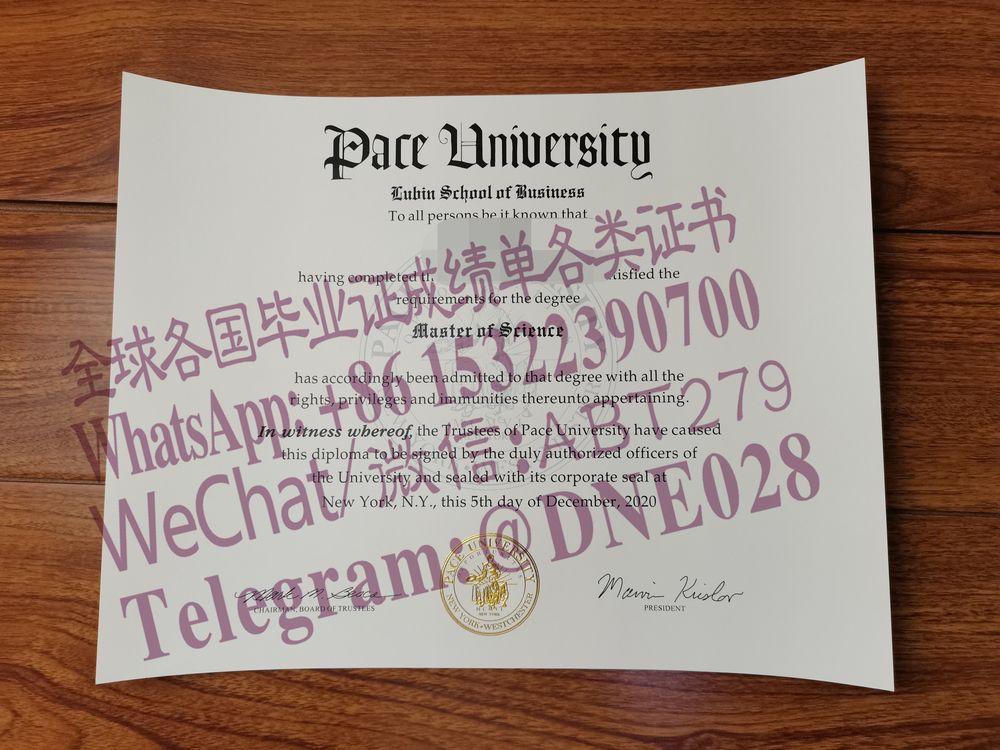 Pace University
Lubin School of Business
To all persons be it known that
having completed th
tisfied the
requirements for the degree
Master of Science
has accordingly been admitted to that degree with all the
rights, privileges and immunities thereunto appertaining.
In witness whereof, the Trustees of Pace University have caused
this diploma to be signed by the duly authorized officers of
the University and sealed with its corporate seal at
New York, N.Y., this 5th day of December, 2020
CHAIRMAN, BOARD OF TRUSTEES
PACE UNIVERSITY
NEW YORK • WESTCHESTER
Marvin Krislov
PRESIDENT
全球各国毕业证成绩单各类证书
WhatsApp:+86 15322390700
WeChat/微信:ABT279
Telegram:@DNE028